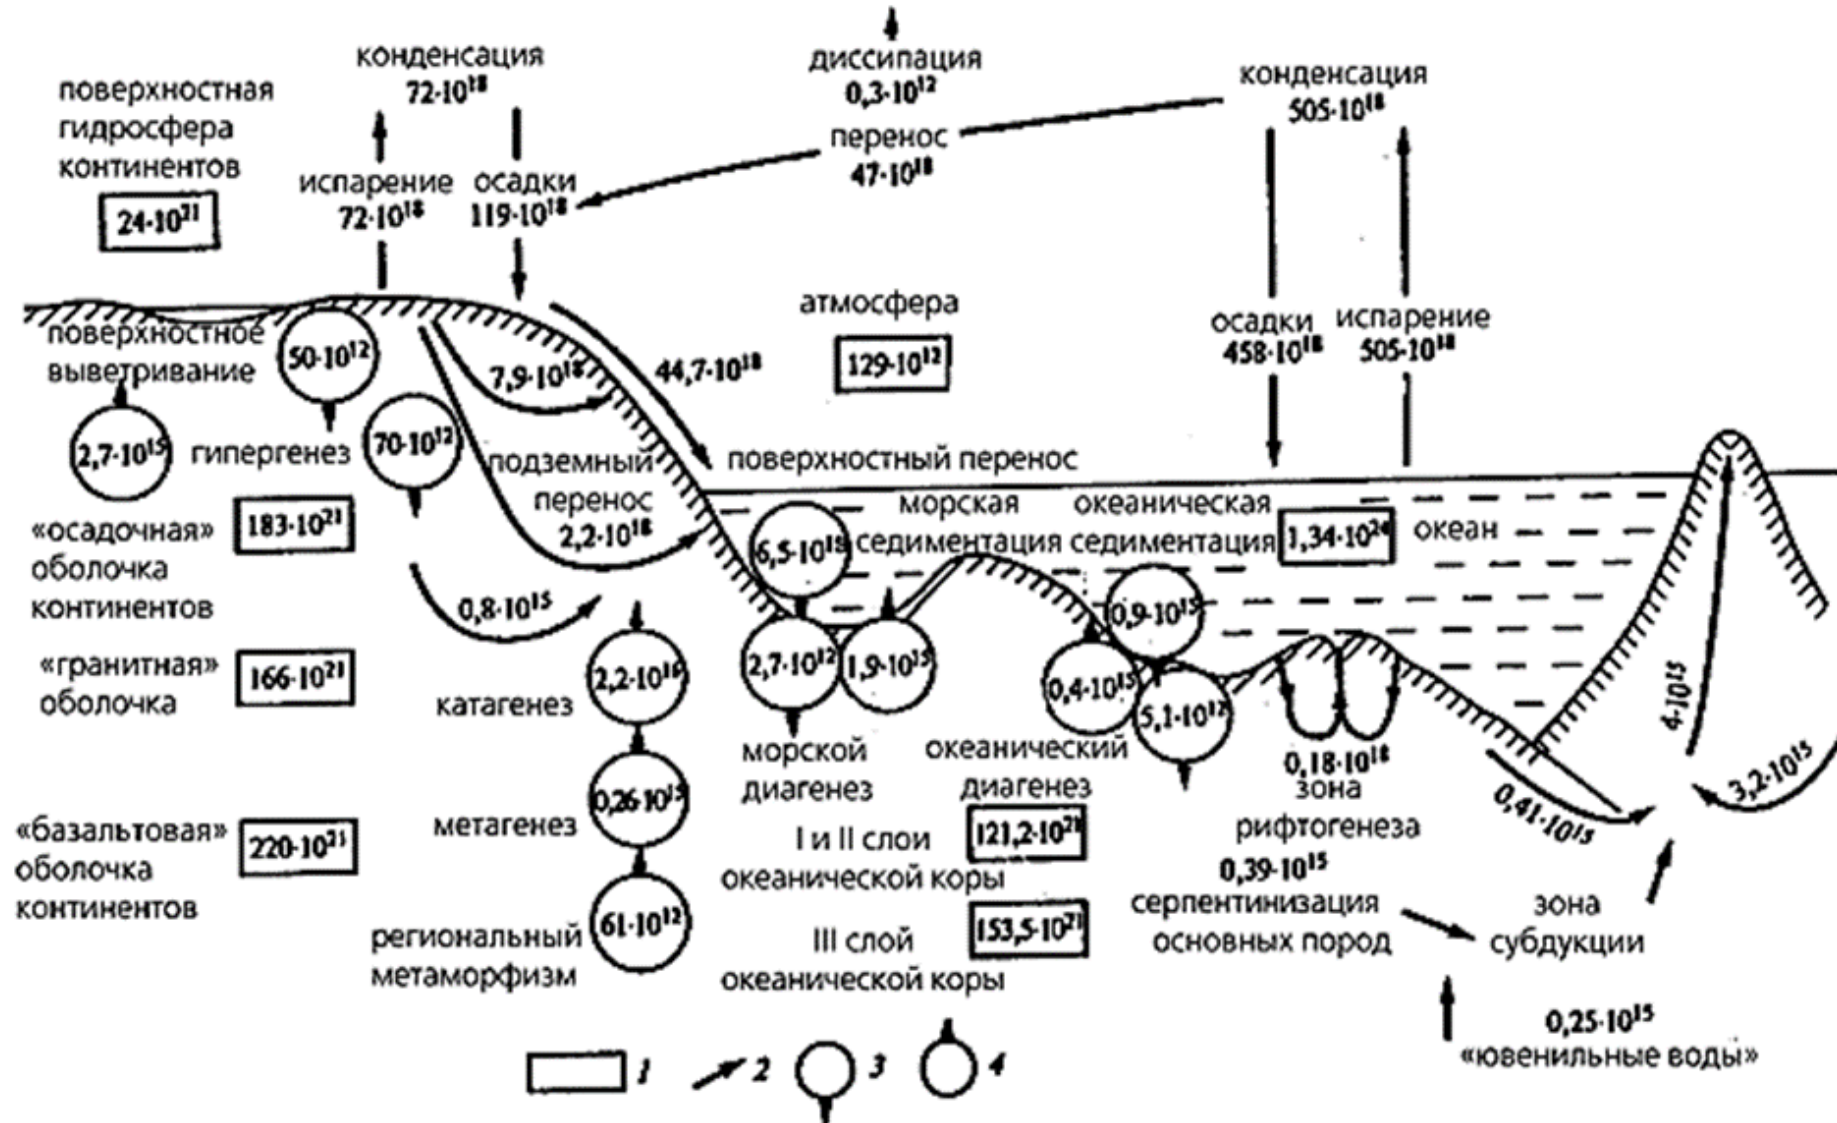 конденсация
72·10¹⁸
диссипация
0,3·10¹²
конденсация
505·10¹⁸
поверхностная
гидросфера
континентов
24·10²¹
перенос
47·10¹⁸
испарение
72·10¹⁸
осадки
119·10¹⁸
атмосфера
129·10¹²
осадки
458·10¹⁸
испарение
505·10¹⁸
поверхностное
выветривание
50·10¹²
2,7·10¹⁵
гипергенез
70·10¹²
7,9·10¹⁸
44,7·10¹⁸
поверхностный перенос
подземный
перенос
2,2·10¹⁸
«осадочная»
оболочка
континентов
183·10²¹
0,8·10¹⁵
морская
седиментация
океаническая
седиментация
1,34·10²⁴
океан
0,9·10¹⁵
«гранитная»
оболочка
166·10²¹
катагенез
2,7·10¹²
1,9·10¹⁵
0,4·10¹⁵
5,1·10¹²
морской
диагенез
океанический
диагенез
0,18·10¹⁸
зона
рифтогенеза
0,39·10¹⁵
серпентинизация
основных пород
4·10¹⁵
3,2·10¹⁵
0,41·10¹⁵
метагенез
0,26·10¹⁵
«базальтовая»
оболочка
континентов
220·10²¹
I и II слои
океанической коры
121,2·10²¹
региональный
метаморфизм
61·10¹²
III слой
океанической коры
153,5·10²¹
зона
субдукции
0,25·10¹⁵
«ювенильные воды»
1
2
3
4